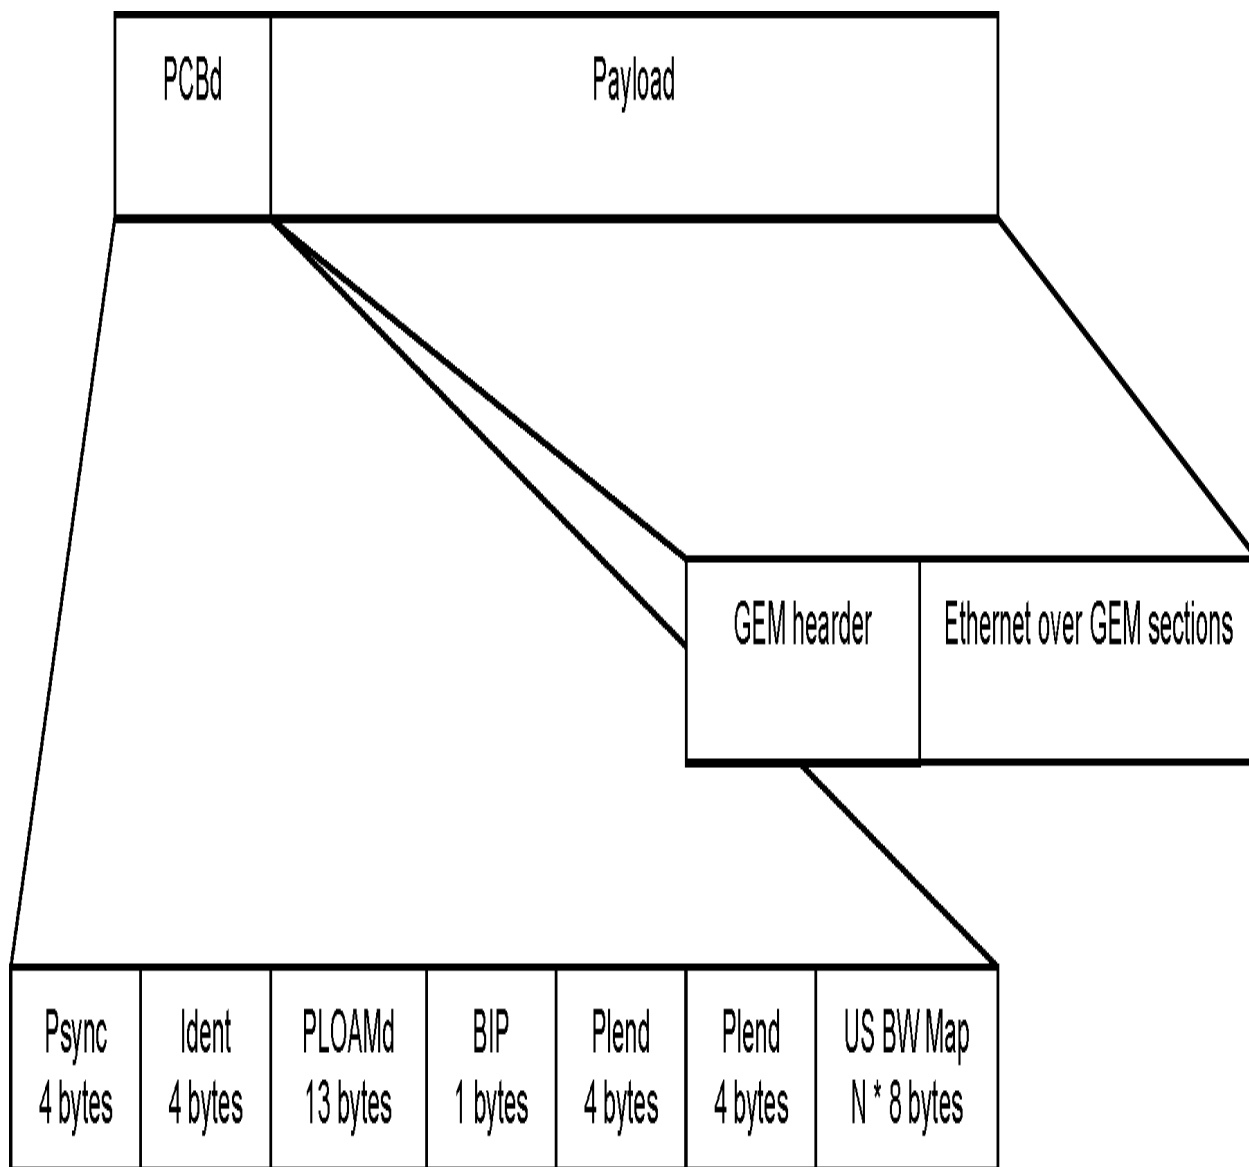 PCBd
Payload
GEM hearder
Ethernet over GEM sections
Psync
4 bytes
Ident
4 bytes
PLOAMd
13 bytes
BIP
1 bytes
Plend
4 bytes
Plend
4 bytes
US BW Map
N * 8 bytes